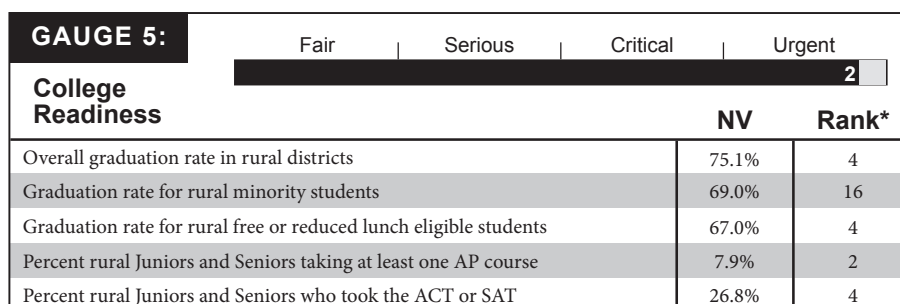 GAUGE 5:
Fair Serious Critical Urgent
2
College
Readiness
NV Rank*
Overall graduation rate in rural districts 75.1% 4
Graduation rate for rural minority students 69.0% 16
Graduation rate for rural free or reduced lunch eligible students 67.0% 4
Percent rural Juniors and Seniors taking at least one AP course 7.9% 2
Percent rural Juniors and Seniors who took the ACT or SAT 26.8% 4